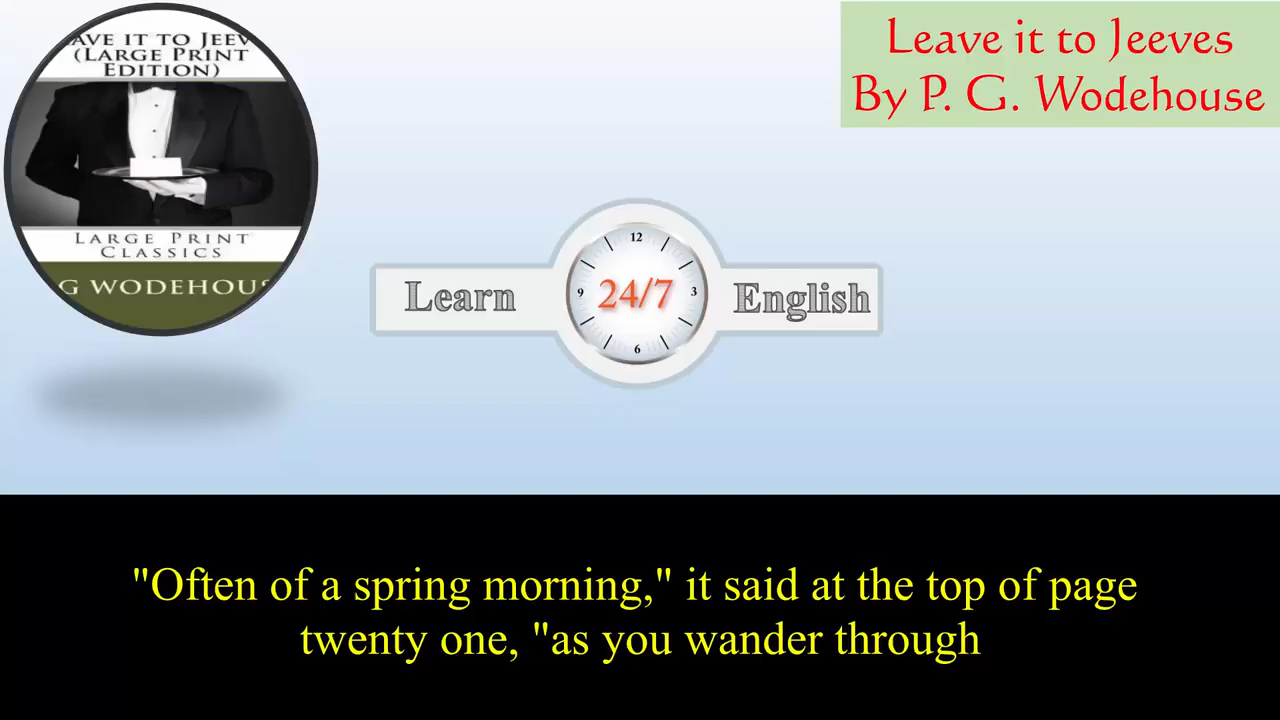 AVE IT TO JEEV
(LARGE PRINT
EDITION)
LARGE PRINT
CLASSICS
G WODEHOUS
Leave it to Jeeves
By P. G. Wodehouse
Learn 24/7 English
12
9
3
6
"Often of a spring morning," it said at the top of page
twenty one, "as you wander through